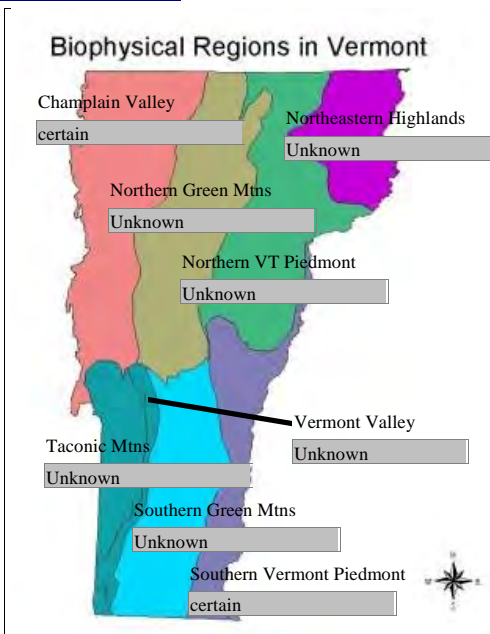 Biophysical Regions in Vermont
Champlain Valley
certain
Northeastern Highlands
Unknown
Northern Green Mtns
Unknown
Northern VT Piedmont
Unknown
Vermont Valley
Unknown
Taconic Mtns
Unknown
Southern Green Mtns
Unknown
Southern Vermont Piedmont
certain